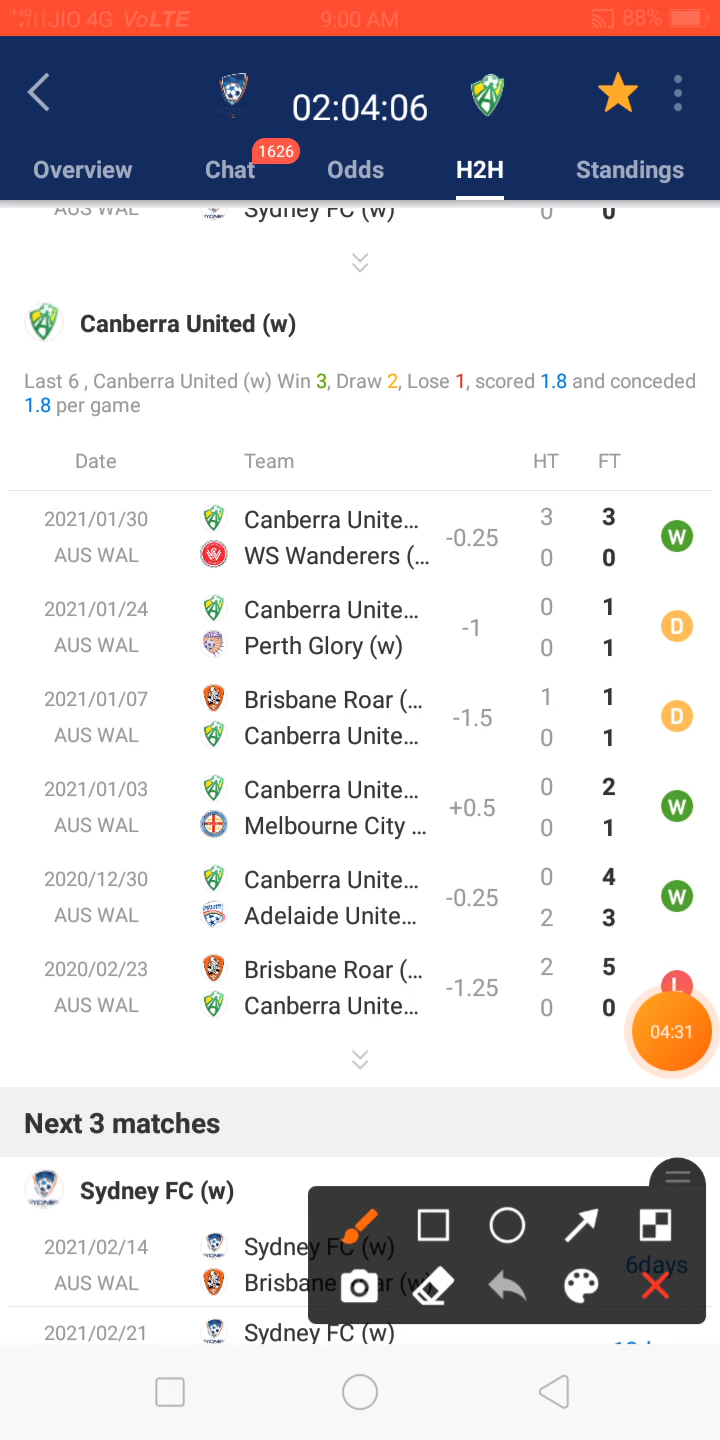 4G JIO 4G VoLTE 9:00 AM 88%
02:04:06
Overview Chat 1626 Odds H2H Standings
AUS WAL Sydney FC (w) 0 0
Canberra United (w)
Last 6 , Canberra United (w) Win 3, Draw 2, Lose 1, scored 1.8 and conceded
1.8 per game
Date Team HT FT
2021/01/30 Canberra Unite... 3 3
-0.25 W
AUS WAL WS Wanderers (... 0 0
2021/01/24 Canberra Unite... 0 1
-1 D
AUS WAL Perth Glory (w) 0 1
2021/01/07 Brisbane Roar (... 1 1
-1.5 D
AUS WAL Canberra Unite... 0 1
2021/01/03 Canberra Unite... 0 2
+0.5 W
AUS WAL Melbourne City ... 0 1
2020/12/30 Canberra Unite... 0 4
-0.25 W
AUS WAL Adelaide Unite... 2 3
2020/02/23 Brisbane Roar (... 2 5
-1.25 L
AUS WAL Canberra Unite... 0 0
04:31
Next 3 matches
Sydney FC (w)
2021/02/14 Sydney FC (w)
6days
AUS WAL Brisbane Roar (w)
2021/02/21 Sydney FC (w)